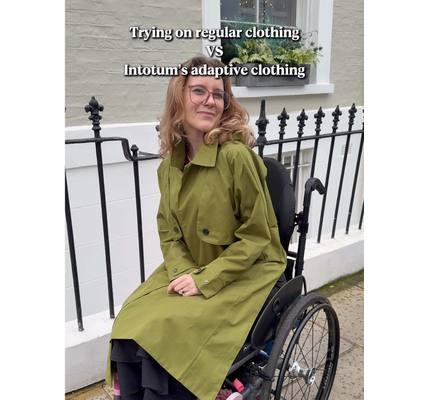 Trying on regular clothing
VS
Intotum's adaptive clothing